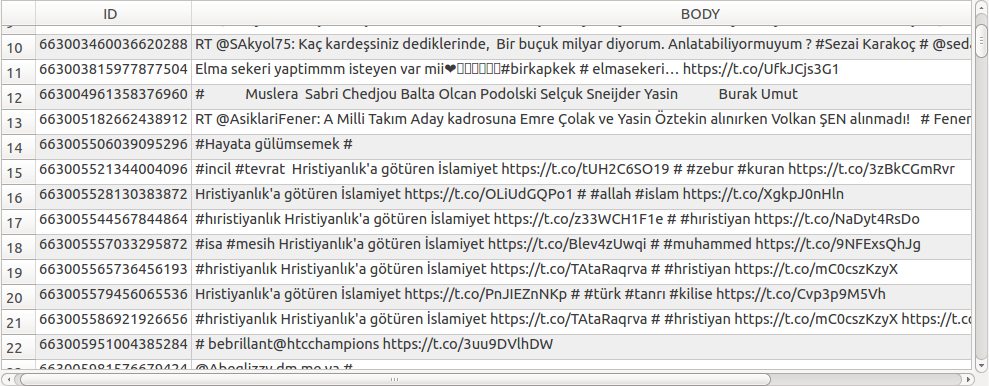 ID BODY
10 663003460036620288 RT @SAkyol75: Kaç kardeşsiniz dediklerinde, Bir buçuk milyar diyorum. Anlatabiliyormuyum ? #Sezai Karakoç # @seda
11 663003815977877504 Elma sekeri yaptimmm isteyen var mii❤#birkapkek # elmasekeri… https://t.co/UfkJCjs3G1
12 663004961358376960 # Muslera Sabri Chedjou Balta Olcan Podolski Selçuk Sneijder Yasin Burak Umut
13 663005182662438912 RT @AsiklariFener: A Milli Takım Aday kadrosuna Emre Çolak ve Yasin Öztekin alınırken Volkan ŞEN alınmadı! # Fener
14 663005506039095296 #Hayata gülümsemek #
15 663005521344004096 #incil #tevrat Hristiyanlık'a götüren İslamiyet https://t.co/tUH2C6SO19 # #zebur #kuran https://t.co/3zBkCGmRvr
16 663005528130383872 Hristiyanlık'a götüren İslamiyet https://t.co/OLiUdGQPo1 # #allah #islam https://t.co/XgkpJ0nHln
17 663005544567844864 #hıristiyanlık Hristiyanlık'a götüren İslamiyet https://t.co/z33WCH1F1e # #hıristiyan https://t.co/NaDyt4RsDo
18 663005557033295872 #isa #mesih Hristiyanlık'a götüren İslamiyet https://t.co/Blev4zUwqi # #muhammed https://t.co/9NFExsQhJg
19 663005565736456193 #hristiyanlık Hristiyanlık'a götüren İslamiyet https://t.co/TAtaRaqrva # #hristiyan https://t.co/mC0cszKzyX
20 663005579456065536 Hristiyanlık'a götüren İslamiyet https://t.co/PnJIEZnNKp # #türk #tanrı #kilise https://t.co/Cvp3p9M5Vh
21 663005586921926656 #hristiyanlık Hristiyanlık'a götüren İslamiyet https://t.co/TAtaRaqrva # #hristiyan https://t.co/mC0cszKzyX https://t.c
22 663005951004385284 # bebrillant@htcchampions https://t.co/3uu9DVlhDW